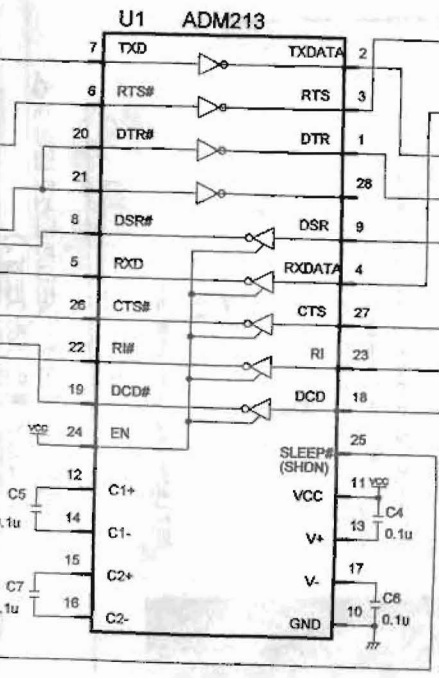 U1 ADM213
7 TXD TXDATA 2
6 RTS# RTS 3
20 DTR# DTR 1
21 28
8 DSR# DSR 9
5 RXD RXDATA 4
26 CTS# CTS 27
22 RI# RI 23
19 DCD# DCD 18
VCC 24 EN SLEEP# 25
(SHDN)
12 C1+ VCC 11 VCC
C5 C4
.1u 14 C1- V+ 13 0.1u
15 C2+ V- 17
C7 C6
.1u 16 C2- GND 10 0.1u